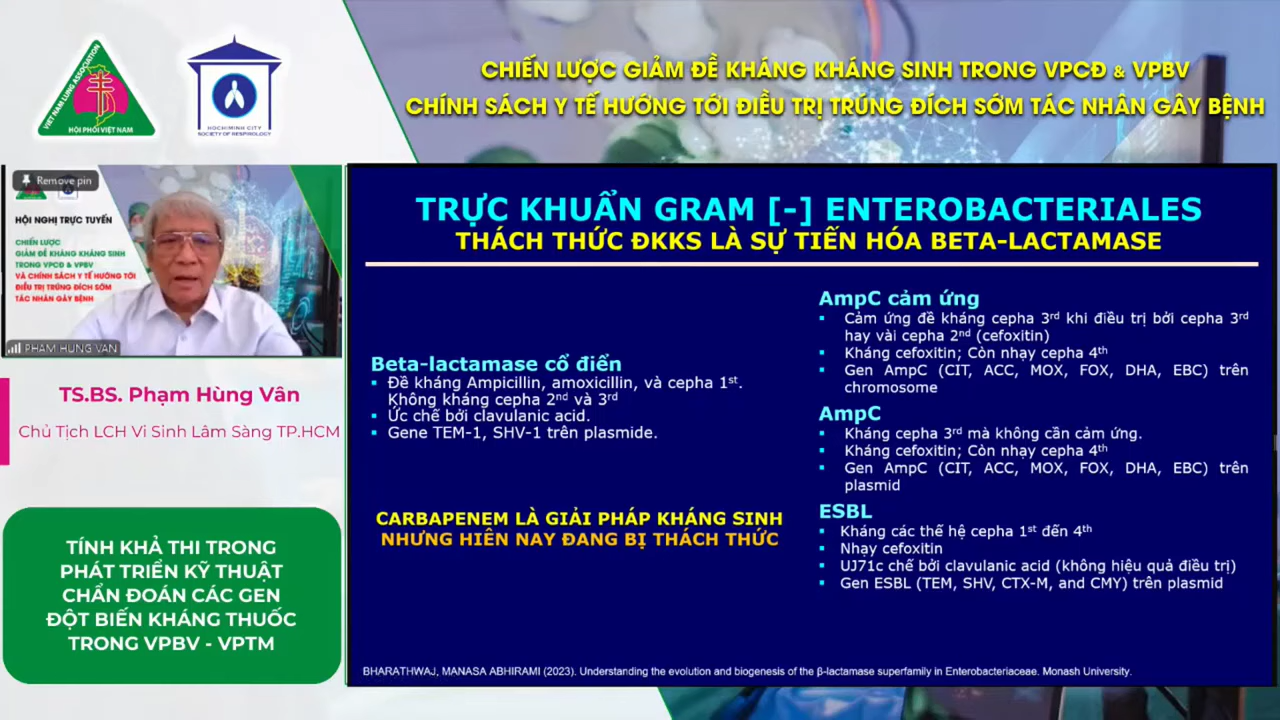 VIET NAM LUNG ASSOCIATION
HỘI PHỔI VIỆT NAM
HOCHIMINH CITY
SOCIETY OF RESPIROLOGY
CHIẾN LƯỢC GIẢM ĐỀ KHÁNG KHÁNG SINH TRONG VPCĐ & VPBV
CHÍNH SÁCH Y TẾ HƯỚNG TỚI ĐIỀU TRỊ TRÚNG ĐÍCH SỚM TÁC NHÂN GÂY BỆNH
Remove pin
HỘI NGHỊ TRỰC TUYẾN
CHIẾN LƯỢC
GIẢM ĐỀ KHÁNG KHÁNG SINH
TRONG VPCĐ & VPBV
VÀ CHÍNH SÁCH Y TẾ HƯỚNG TỚI
ĐIỀU TRỊ TRÚNG ĐÍCH SỚM
TÁC NHÂN GÂY BỆNH
PHAM HUNG VAN
TS.BS. Phạm Hùng Vân
Chủ Tịch LCH Vi Sinh Lâm Sàng TP.HCM
TÍNH KHẢ THI TRONG
PHÁT TRIỂN KỸ THUẬT
CHẨN ĐOÁN CÁC GEN
ĐỘT BIẾN KHÁNG THUỐC
TRONG VPBV - VPTM
TRỰC KHUẨN GRAM [-] ENTEROBACTERIALES
THÁCH THỨC ĐKKS LÀ SỰ TIẾN HÓA BETA-LACTAMASE
Beta-lactamase cổ điển
▪ Đề kháng Ampicillin, amoxicillin, và cepha 1st.
Không kháng cepha 2nd và 3rd
▪ Ức chế bởi clavulanic acid.
▪ Gene TEM-1, SHV-1 trên plasmide.
CARBAPENEM LÀ GIẢI PHÁP KHÁNG SINH
NHƯNG HIỆN NAY ĐANG BỊ THÁCH THỨC
AmpC cảm ứng
▪ Cảm ứng đề kháng cepha 3rd khi điều trị bởi cepha 3rd
hay vài cepha 2nd (cefoxitin)
▪ Kháng cefoxitin; Còn nhạy cepha 4th
▪ Gen AmpC (CIT, ACC, MOX, FOX, DHA, EBC) trên
chromosome
AmpC
▪ Kháng cepha 3rd mà không cần cảm ứng.
▪ Kháng cefoxitin; Còn nhạy cepha 4th
▪ Gen AmpC (CIT, ACC, MOX, FOX, DHA, EBC) trên
plasmid
ESBL
▪ Kháng các thế hệ cepha 1st đến 4th
▪ Nhạy cefoxitin
▪ UJ71c chế bởi clavulanic acid (không hiệu quả điều trị)
▪ Gen ESBL (TEM, SHV, CTX-M, and CMY) trên plasmid
BHARATHWAJ, MANASA ABHIRAMI (2023). Understanding the evolution and biogenesis of the β-lactamase superfamily in Enterobacteriaceae. Monash University.